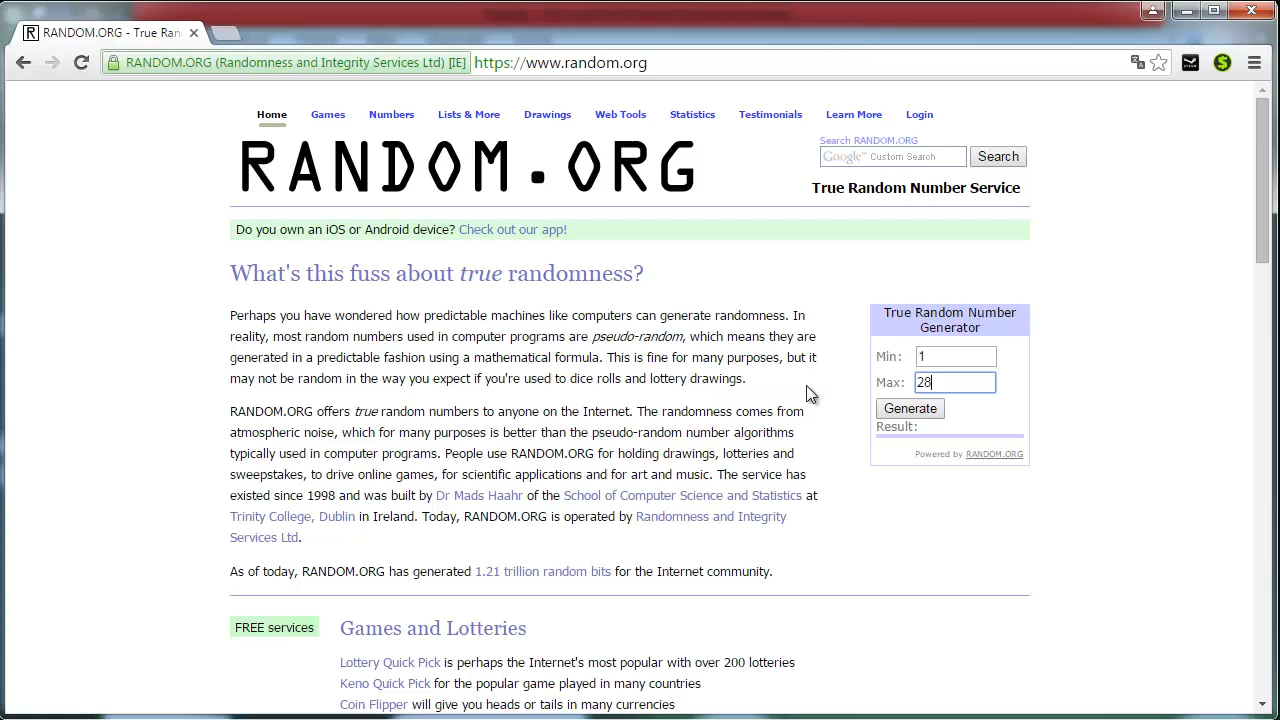 RANDOM.ORG - True Ran
RANDOM.ORG (Randomness and Integrity Services Ltd) [IE] https://www.random.org
Home Games Numbers Lists & More Drawings Web Tools Statistics Testimonials Learn More Login
RANDOM.ORG
Search RANDOM.ORG
Google™ Custom Search Search
True Random Number Service
Do you own an iOS or Android device? Check out our app!
What's this fuss about true randomness?
Perhaps you have wondered how predictable machines like computers can generate randomness. In
reality, most random numbers used in computer programs are pseudo-random, which means they are
generated in a predictable fashion using a mathematical formula. This is fine for many purposes, but it
may not be random in the way you expect if you're used to dice rolls and lottery drawings.
RANDOM.ORG offers true random numbers to anyone on the Internet. The randomness comes from
atmospheric noise, which for many purposes is better than the pseudo-random number algorithms
typically used in computer programs. People use RANDOM.ORG for holding drawings, lotteries and
sweepstakes, to drive online games, for scientific applications and for art and music. The service has
existed since 1998 and was built by Dr Mads Haahr of the School of Computer Science and Statistics at
Trinity College, Dublin in Ireland. Today, RANDOM.ORG is operated by Randomness and Integrity
Services Ltd.
As of today, RANDOM.ORG has generated 1.21 trillion random bits for the Internet community.
True Random Number
Generator
Min: 1
Max: 28
Generate
Result:
Powered by RANDOM.ORG
FREE services
Games and Lotteries
Lottery Quick Pick is perhaps the Internet's most popular with over 200 lotteries
Keno Quick Pick for the popular game played in many countries
Coin Flipper will give you heads or tails in many currencies